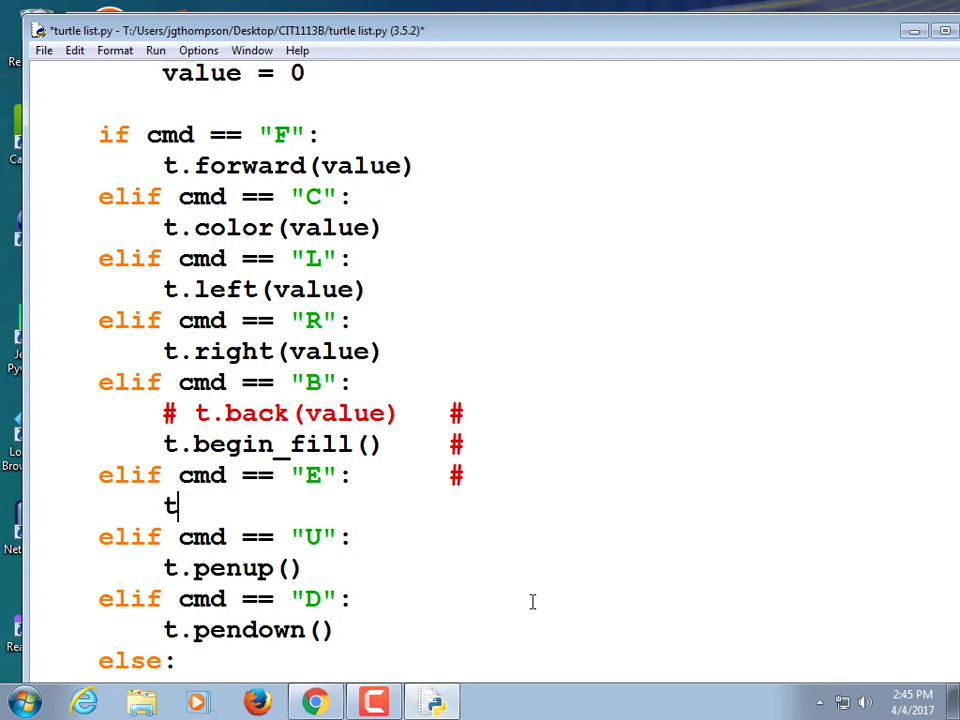 *turtle list.py - T:/Users/jgthompson/Desktop/CIT1113B/turtle list.py (3.5.2)*
File Edit Format Run Options Window Help
value = 0
if cmd == "F":
t.forward(value)
elif cmd == "C":
t.color(value)
elif cmd == "L":
t.left(value)
elif cmd == "R":
t.right(value)
elif cmd == "B":
# t.back(value) #
t.begin_fill() #
elif cmd == "E": #
t
elif cmd == "U":
t.penup()
elif cmd == "D":
t.pendown()
else:
2:45 PM
4/4/2017